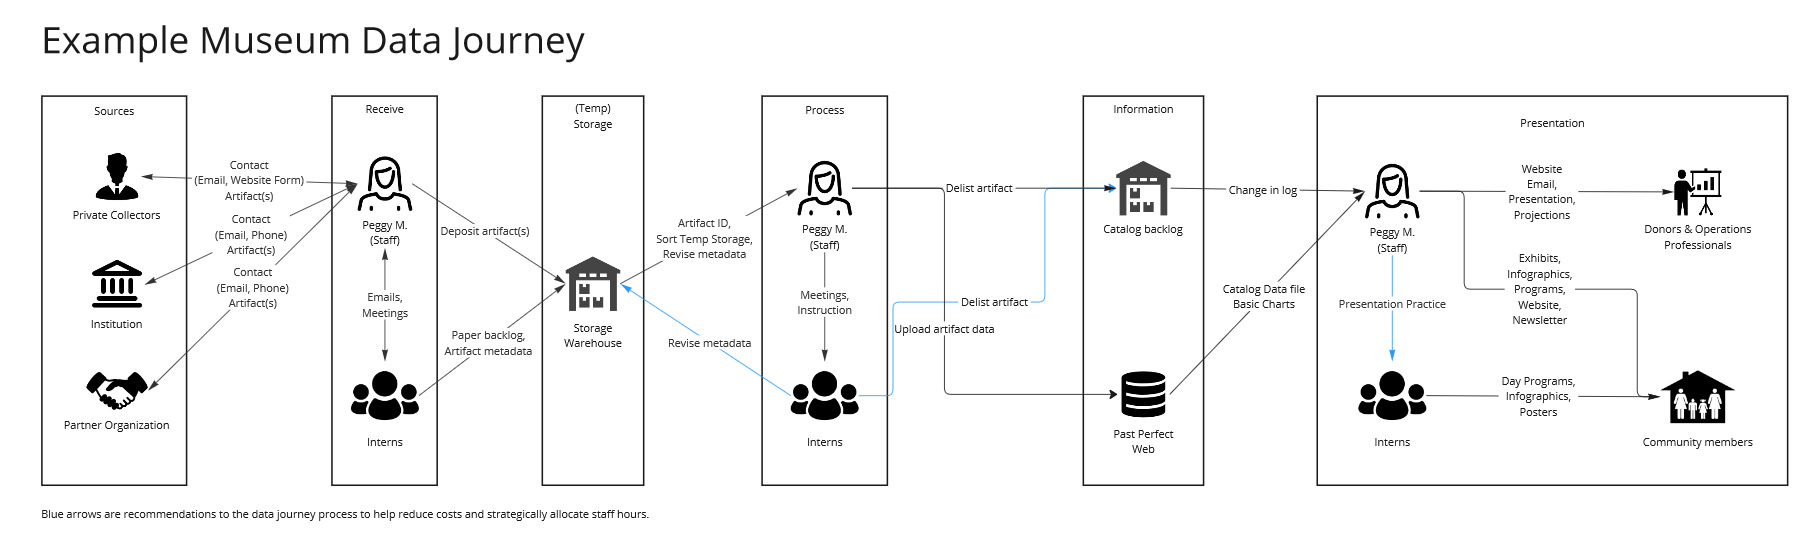 Example Museum Data Journey
Sources
Private Collectors
Institution
Partner Organization
Contact
(Email, Website Form)
Artifact(s)
Contact
(Email, Phone)
Artifact(s)
Contact
(Email, Phone)
Artifact(s)
Receive
Peggy M.
(Staff)
Emails,
Meetings
Interns
Deposit artifact(s)
Paper backlog,
Artifact metadata
(Temp)
Storage
Storage
Warehouse
Artifact ID,
Sort Temp Storage,
Revise metadata
Revise metadata
Process
Peggy M.
(Staff)
Meetings,
Instruction
Interns
Delist artifact
Delist artifact
Upload artifact data
Information
Catalog backlog
Past Perfect
Web
Change in log
Catalog Data file
Basic Charts
Presentation
Peggy M.
(Staff)
Presentation Practice
Interns
Website
Email,
Presentation,
Projections
Exhibits,
Infographics,
Programs,
Website,
Newsletter
Day Programs,
Infographics,
Posters
Donors & Operations
Professionals
Community members
Blue arrows are recommendations to the data journey process to help reduce costs and strategically allocate staff hours.